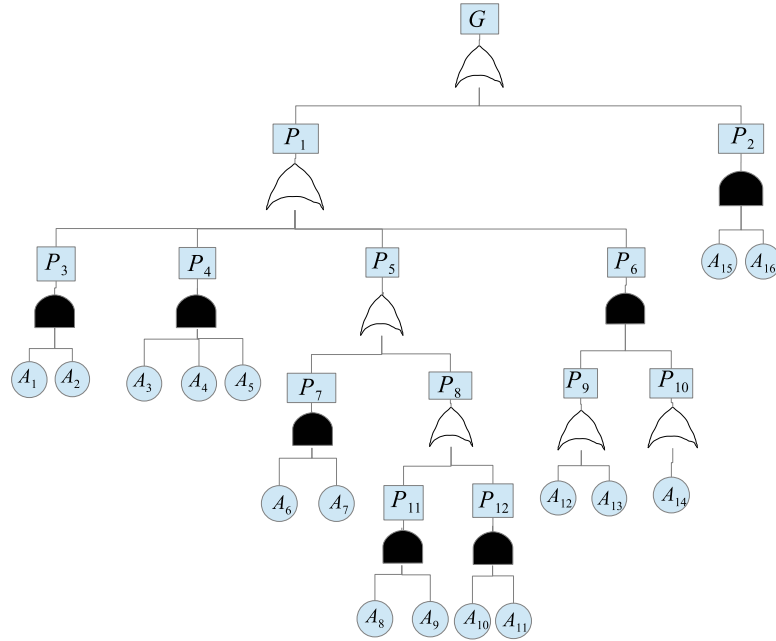 G
P₁
P₂
P₃
P₄
P₅
P₆
A₁₅
A₁₆
A₁
A₂
A₃
A₄
A₅
P₇
P₈
P₉
P₁₀
A₆
A₇
P₁₁
P₁₂
A₁₂
A₁₃
A₁₄
A₈
A₉
A₁₀
A₁₁